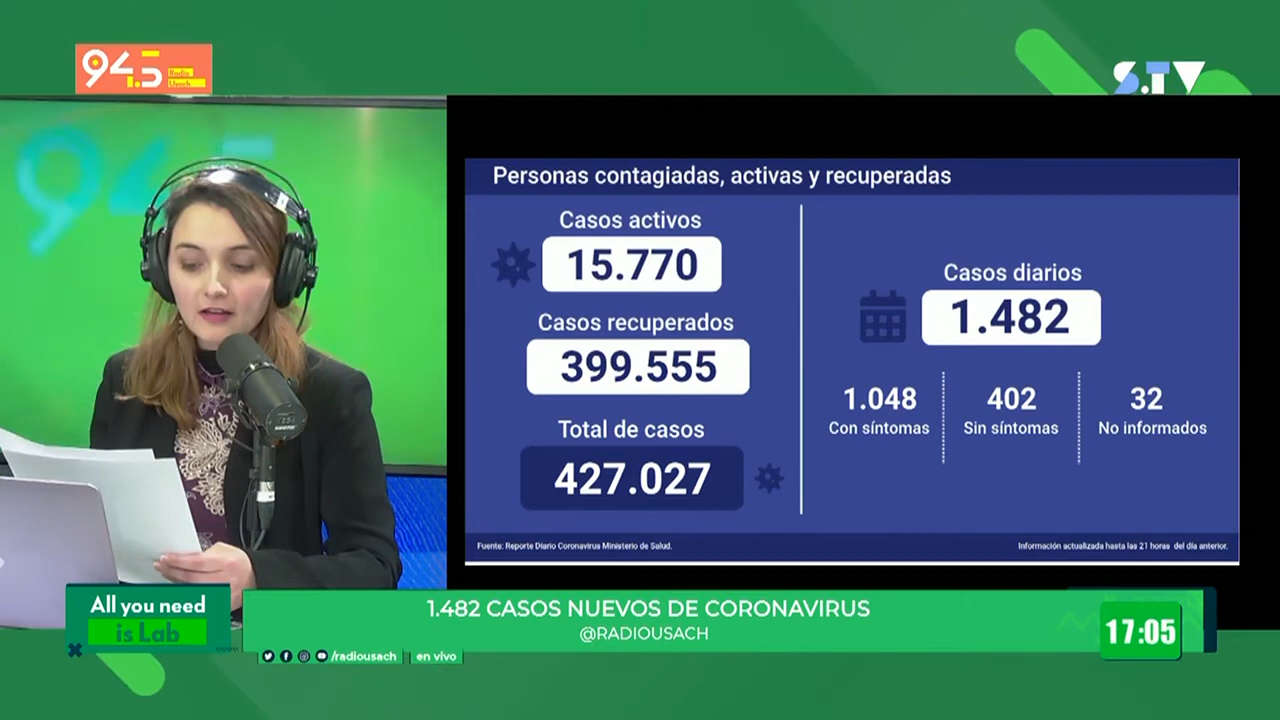 94.5
Radio
Usach
S.TV
Personas contagiadas, activas y recuperadas
Casos activos
15.770
Casos recuperados
399.555
Total de casos
427.027
Casos diarios
1.482
1.048
Con síntomas
402
Sin síntomas
32
No informados
Fuente: Reporte Diario Coronavirus Ministerio de Salud.
Información actualizada hasta las 21 horas del día anterior.
All you need
is Lab
1.482 CASOS NUEVOS DE CORONAVIRUS
@RADIOUSACH
17:05
/radiousach
en vivo